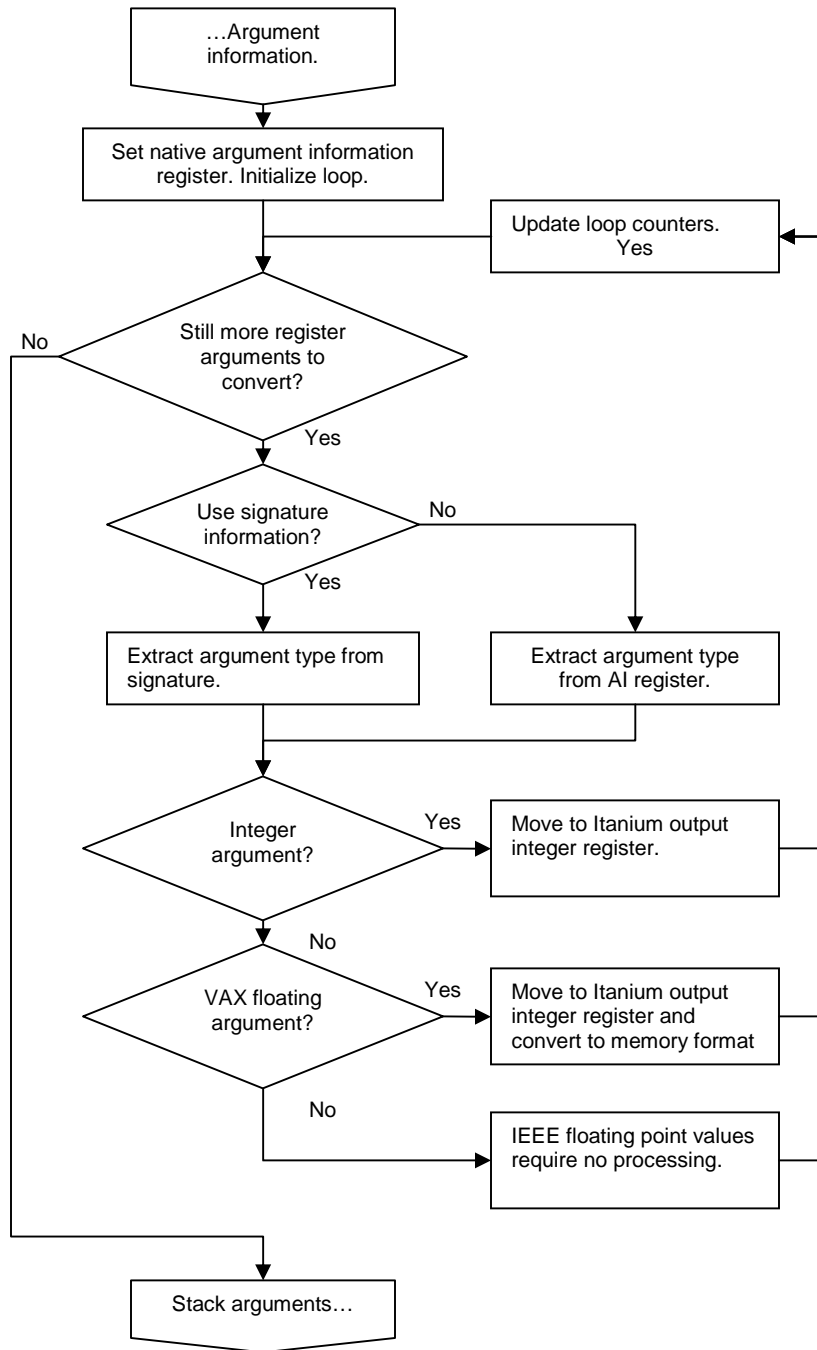 …Argument
information.
Set native argument information
register. Initialize loop.
Update loop counters.
Yes
No
Still more register
arguments to
convert?
Yes
Use signature
information?
No
Yes
Extract argument type from
signature.
Extract argument type
from AI register.
Integer
argument?
Yes
Move to Itanium output
integer register.
No
VAX floating
argument?
Yes
Move to Itanium output
integer register and
convert to memory format
No
IEEE floating point values
require no processing.
Stack arguments…